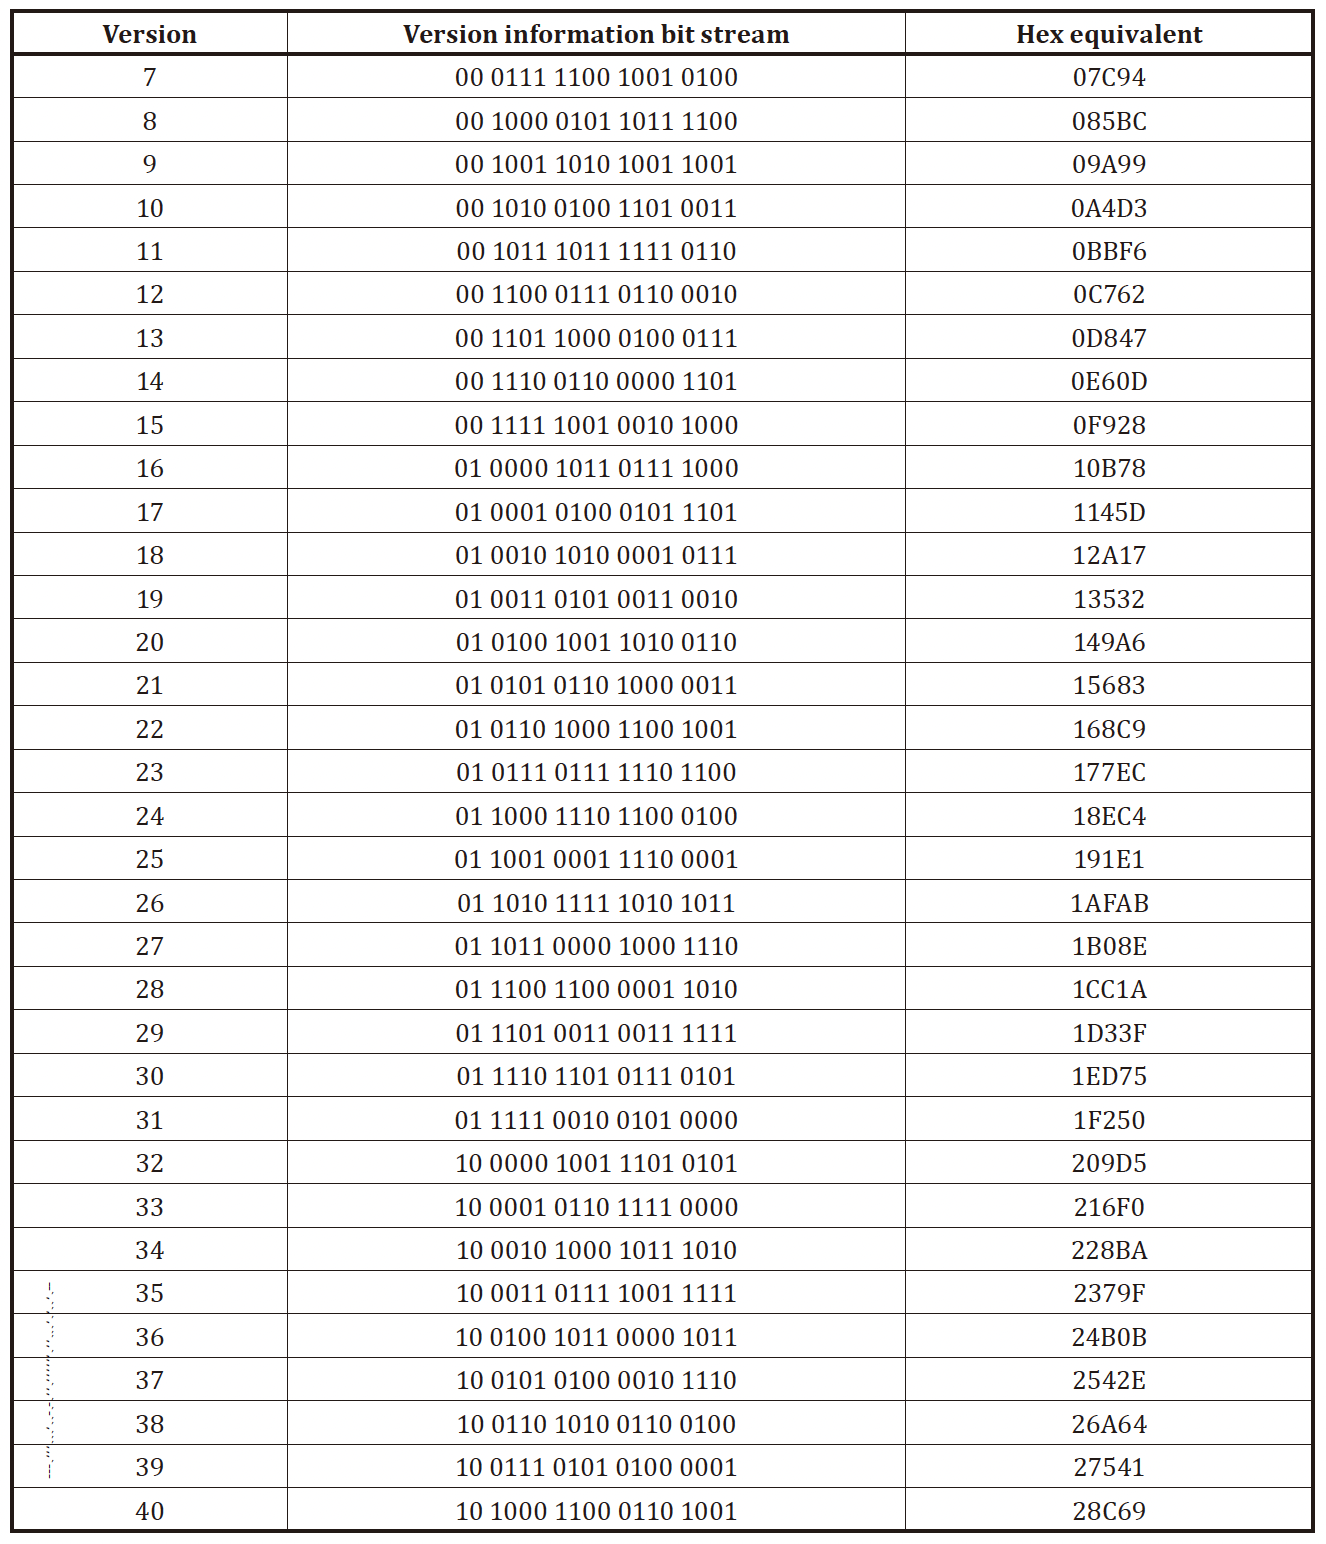 Version Version information bit stream Hex equivalent
7 00 0111 1100 1001 0100 07C94
8 00 1000 0101 1011 1100 085BC
9 00 1001 1010 1001 1001 09A99
10 00 1010 0100 1101 0011 0A4D3
11 00 1011 1011 1111 0110 0BBF6
12 00 1100 0111 0110 0010 0C762
13 00 1101 1000 0100 0111 0D847
14 00 1110 0110 0000 1101 0E60D
15 00 1111 1001 0010 1000 0F928
16 01 0000 1011 0111 1000 10B78
17 01 0001 0100 0101 1101 1145D
18 01 0010 1010 0001 0111 12A17
19 01 0011 0101 0011 0010 13532
20 01 0100 1001 1010 0110 149A6
21 01 0101 0110 1000 0011 15683
22 01 0110 1000 1100 1001 168C9
23 01 0111 0111 1110 1100 177EC
24 01 1000 1110 1100 0100 18EC4
25 01 1001 0001 1110 0001 191E1
26 01 1010 1111 1010 1011 1AFAB
27 01 1011 0000 1000 1110 1B08E
28 01 1100 1100 0001 1010 1CC1A
29 01 1101 0011 0011 1111 1D33F
30 01 1110 1101 0111 0101 1ED75
31 01 1111 0010 0101 0000 1F250
32 10 0000 1001 1101 0101 209D5
33 10 0001 0110 1111 0000 216F0
34 10 0010 1000 1011 1010 228BA
35 10 0011 0111 1001 1111 2379F
36 10 0100 1011 0000 1011 24B0B
37 10 0101 0100 0010 1110 2542E
38 10 0110 1010 0110 0100 26A64
39 10 0111 0101 0100 0001 27541
40 10 1000 1100 0110 1001 28C69